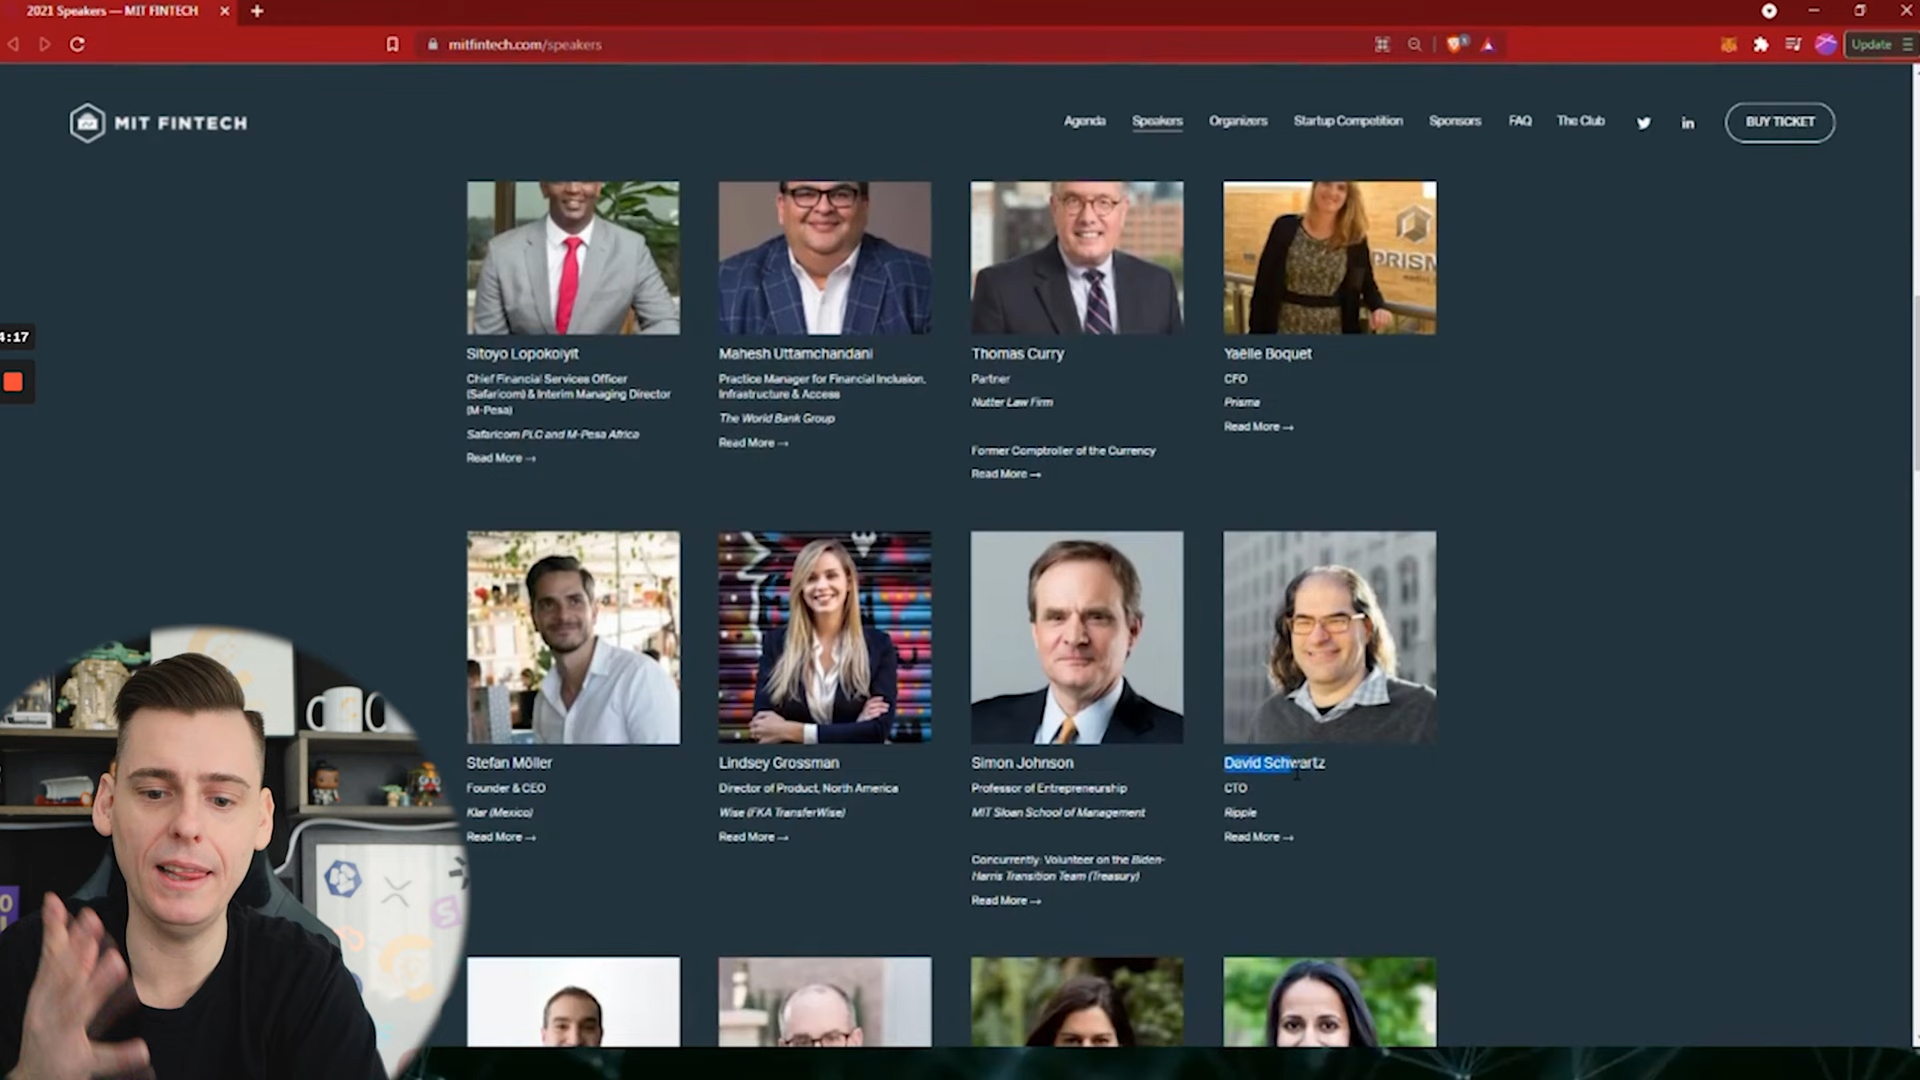 2021 Speakers — MIT FINTECH
mitfintech.com/speakers
Update
MIT FINTECH
Agenda
Speakers
Organizers
Startup Competition
Sponsors
FAQ
The Club
BUY TICKET
4:17
PRISM
Sitoyo Lopokoiyit
Chief Financial Services Officer
(Safaricom) & Interim Managing Director
(M-Pesa)
Safaricom PLC and M-Pesa Africa
Read More →
Mahesh Uttamchandani
Practice Manager for Financial Inclusion,
Infrastructure & Access
The World Bank Group
Read More →
Thomas Curry
Partner
Nutter Law Firm
Former Comptroller of the Currency
Read More →
Yaëlle Boquet
CFO
Prisma
Read More →
Stefan Möller
Founder & CEO
Klar (Mexico)
Read More →
Lindsey Grossman
Director of Product, North America
Wise (FKA TransferWise)
Read More →
Simon Johnson
Professor of Entrepreneurship
MIT Sloan School of Management
Concurrently: Volunteer on the Biden-
Harris Transition Team (Treasury)
Read More →
David Schwartz
CTO
Ripple
Read More →